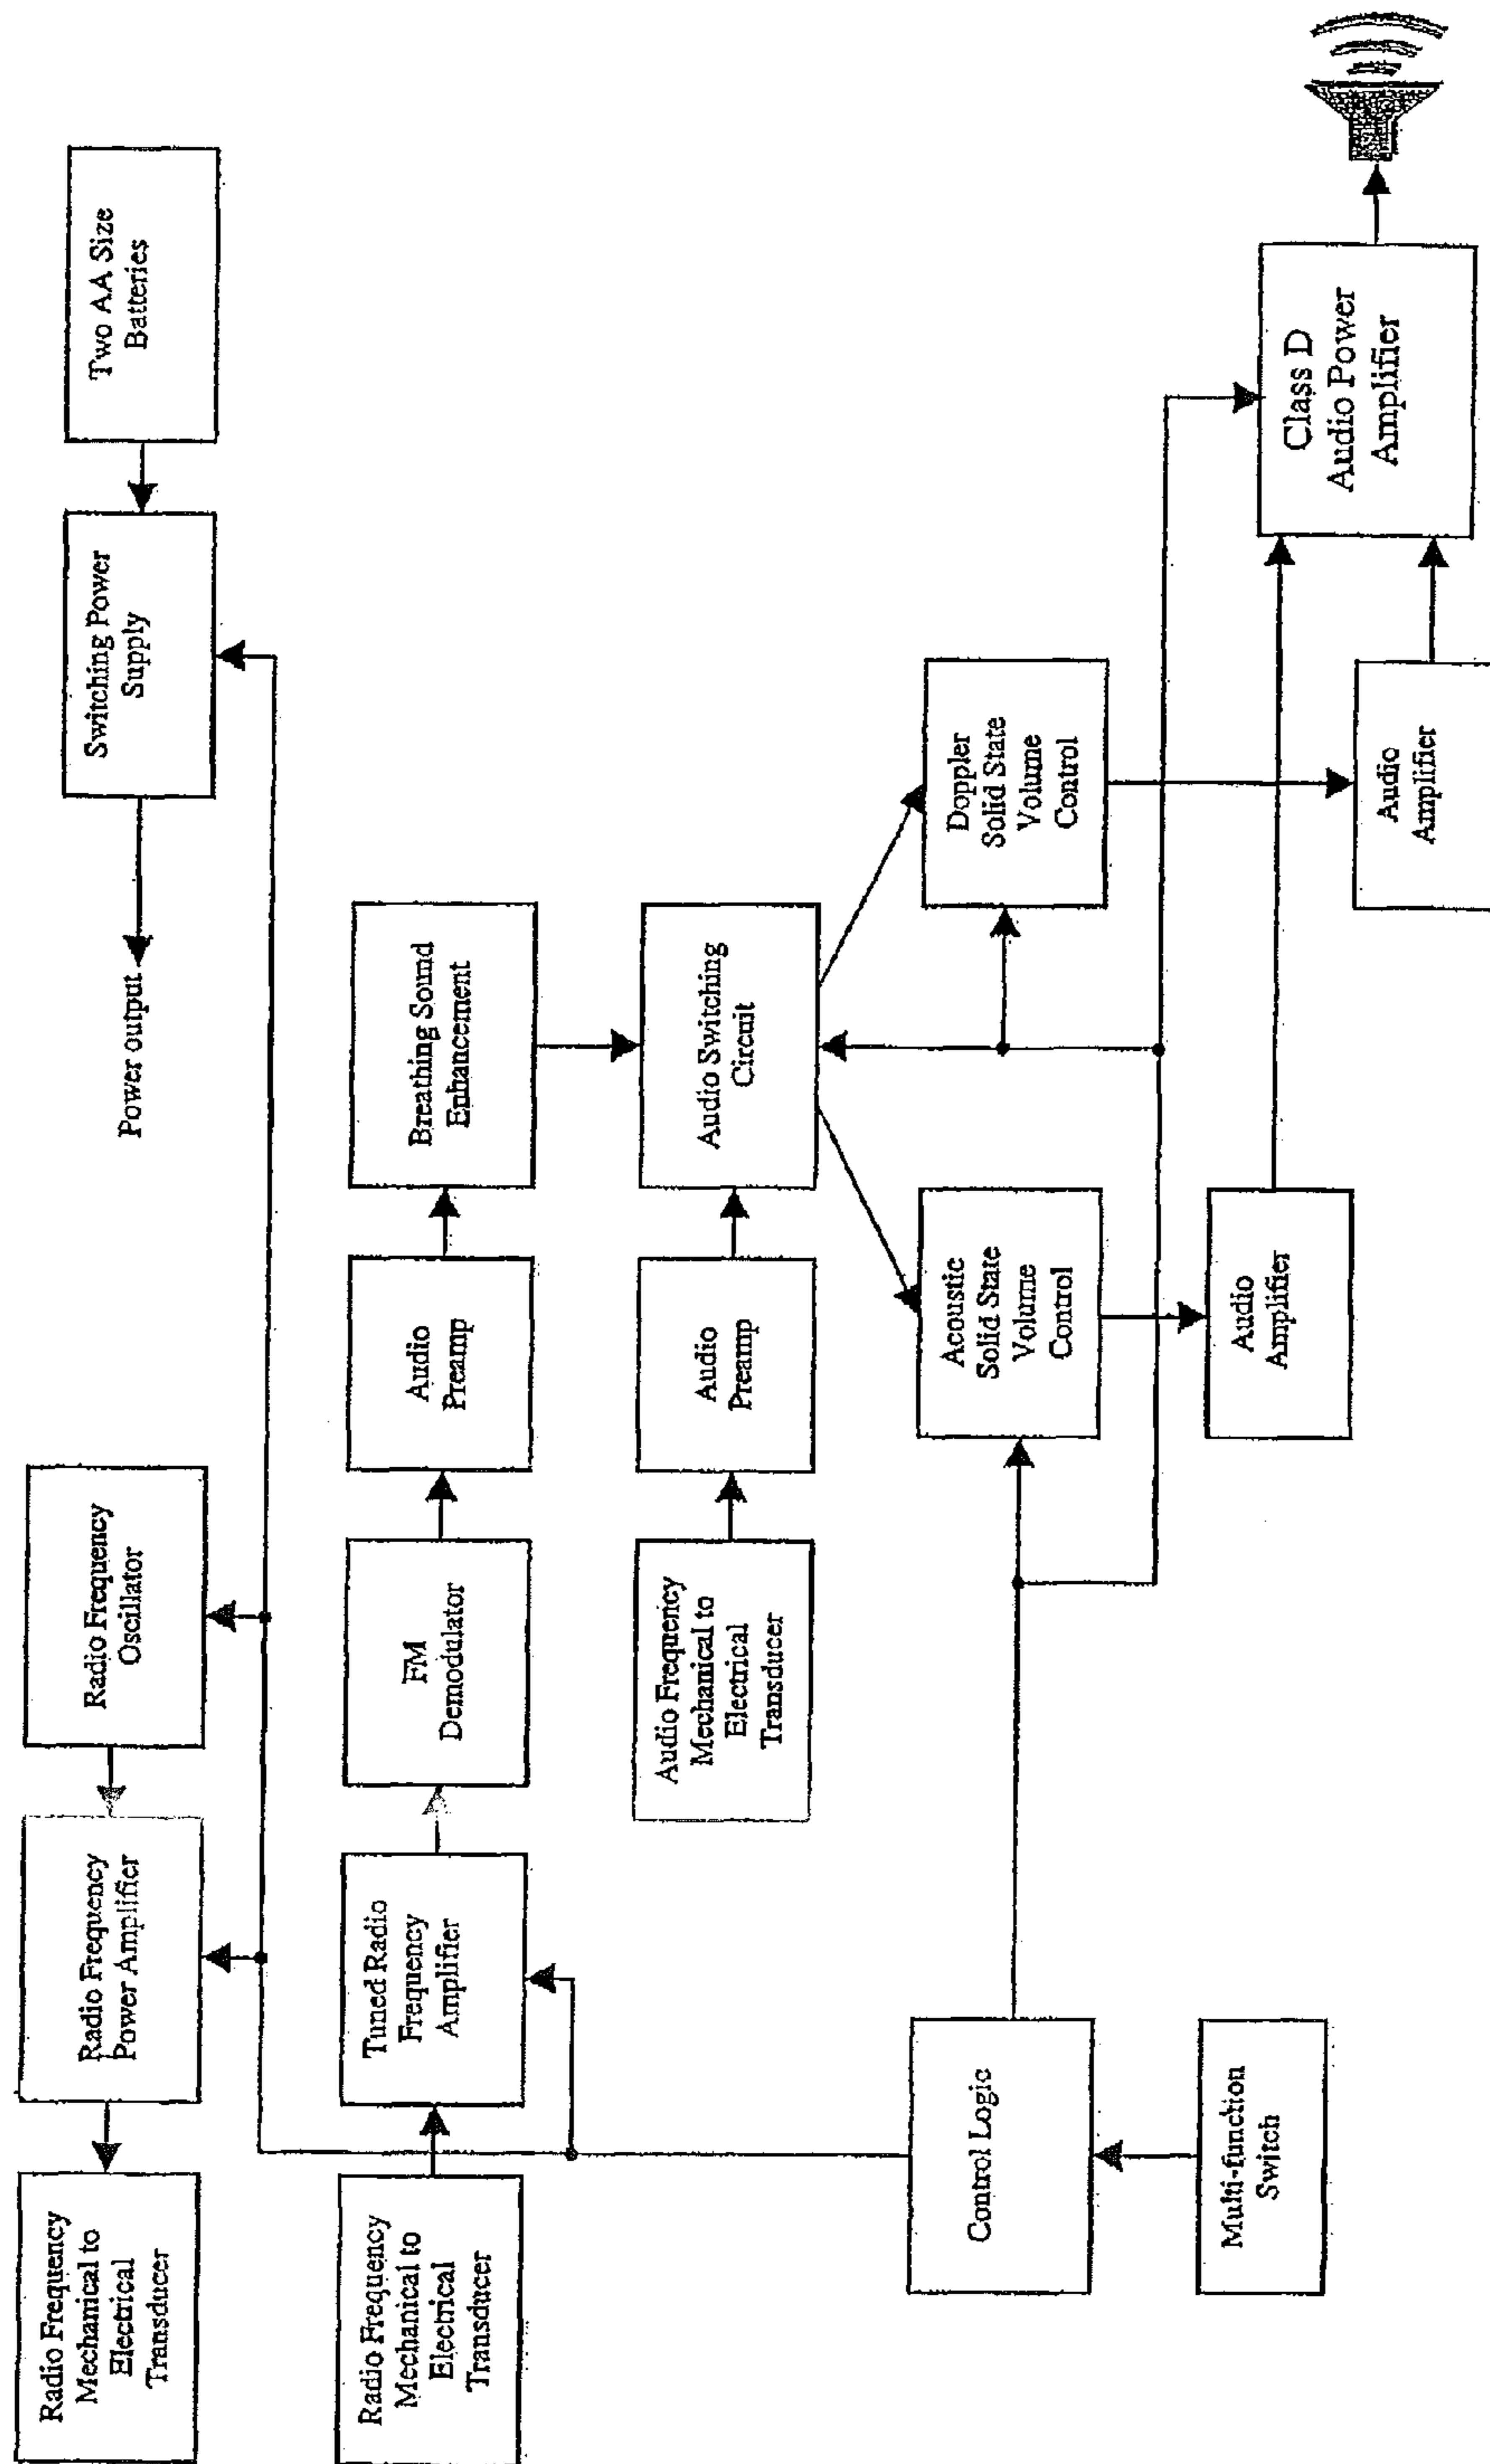 Radio Frequency
Mechanical to
Electrical
Transducer
Radio Frequency
Power Amplifier
Radio Frequency
Oscillator
Power output
Switching Power
Supply
Two AA Size
Batteries
Radio Frequency
Mechanical to
Electrical
Transducer
Tuned Radio
Frequency
Amplifier
FM
Demodulator
Audio
Preamp
Breathing Sound
Enhancement
Audio Frequency
Mechanical to
Electrical
Transducer
Audio
Preamp
Audio Switching
Circuit
Control Logic
Acoustic
Solid State
Volume
Control
Doppler
Solid State
Volume
Control
Multi-function
Switch
Audio
Amplifier
Audio
Amplifier
Class D
Audio Power
Amplifier